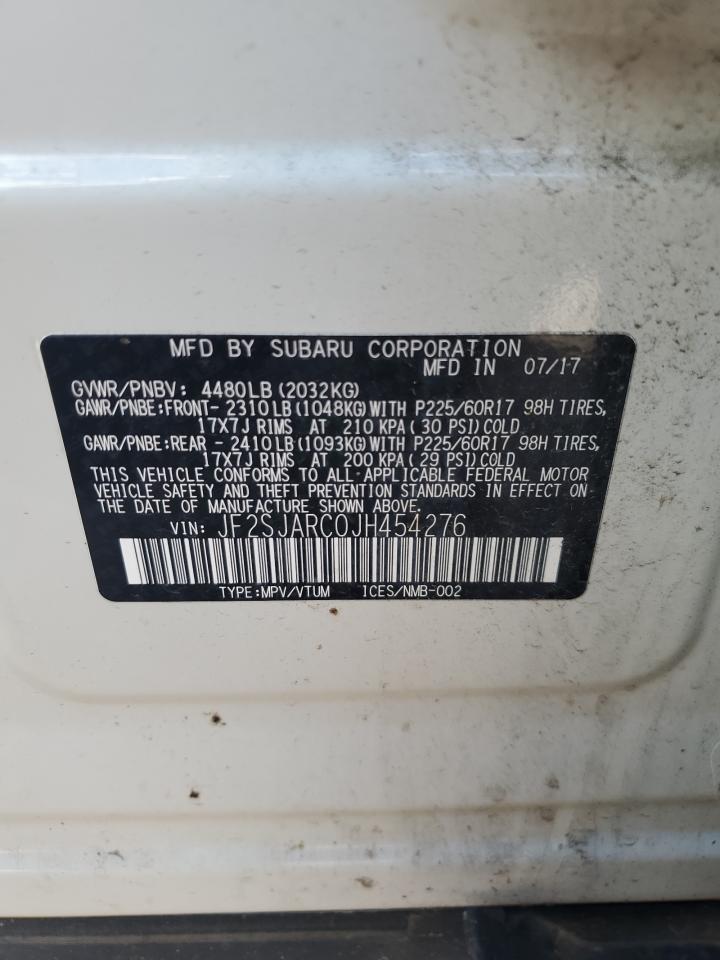 MFD BY SUBARU CORPORATION
MFD IN 07/17
GVWR/PNBV: 4480LB (2032KG)
GAWR/PNBE:FRONT- 2310LB (1048KG)WITH P225/60R17 98H TIRES,
17X7J RIMS AT 210 KPA( 30 PSI)COLD
GAWR/PNBE:REAR - 2410LB(1093KG)WITH P225/60R17 98H TIRES,
17X7J RIMS AT 200 KPA( 29 PSI)COLD
THIS VEHICLE CONFORMS TO ALL APPLICABLE FEDERAL MOTOR
VEHICLE SAFETY AND THEFT PREVENTION STANDARDS IN EFFECT ON
THE DATE OF MANUFACTURE SHOWN ABOVE.
VIN: JF2SJARC0JH454276
TYPE:MPV/VTUM ICES/NMB-002